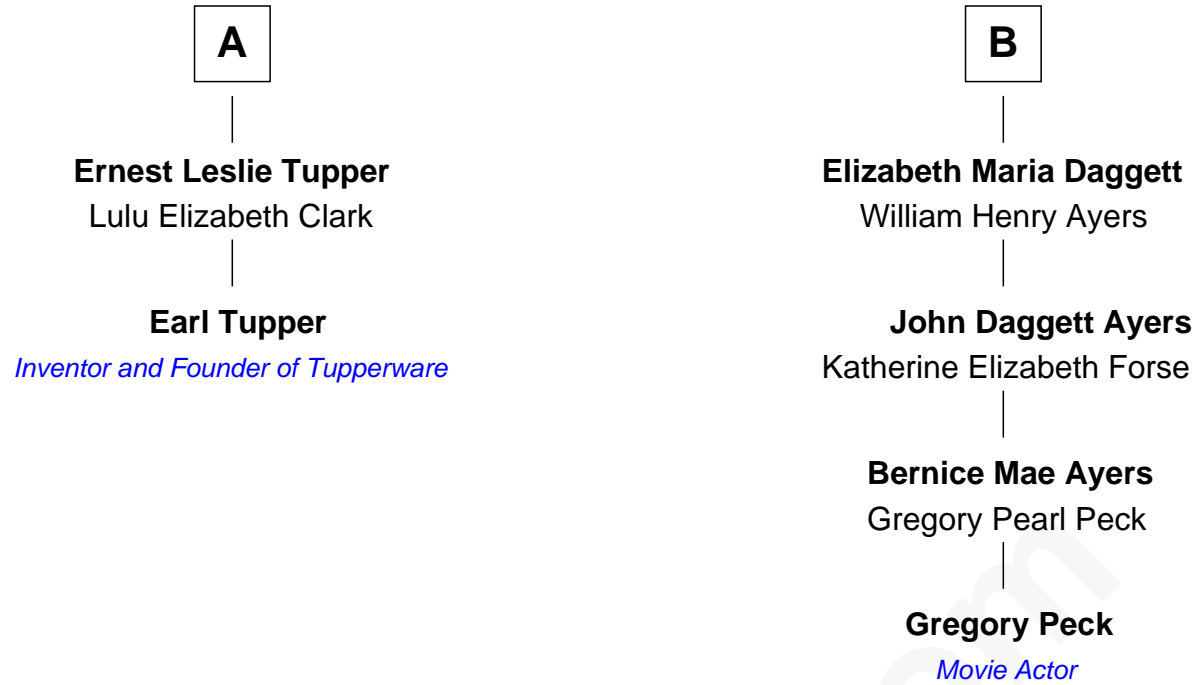 A
Ernest Leslie Tupper
Lulu Elizabeth Clark
Earl Tupper
Inventor and Founder of Tupperware
B
Elizabeth Maria Daggett
William Henry Ayers
John Daggett Ayers
Katherine Elizabeth Forse
Bernice Mae Ayers
Gregory Pearl Peck
Gregory Peck
Movie Actor